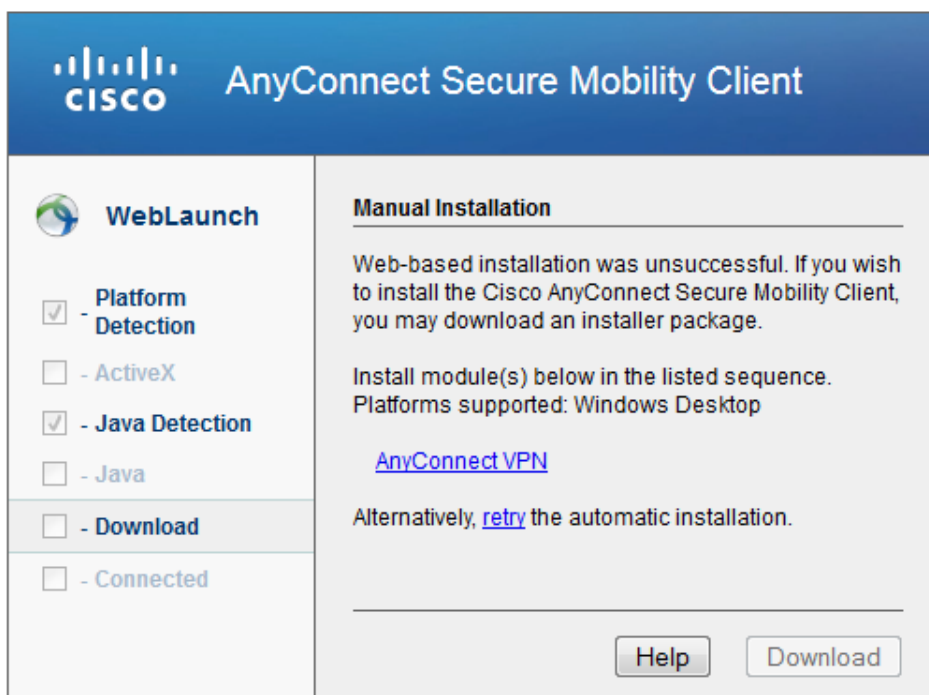 CISCO
AnyConnect Secure Mobility Client
WebLaunch
- Platform
Detection
- ActiveX
- Java Detection
- Java
- Download
- Connected
Manual Installation
Web-based installation was unsuccessful. If you wish
to install the Cisco AnyConnect Secure Mobility Client,
you may download an installer package.
Install module(s) below in the listed sequence.
Platforms supported: Windows Desktop
AnyConnect VPN
Alternatively, retry the automatic installation.
Help
Download